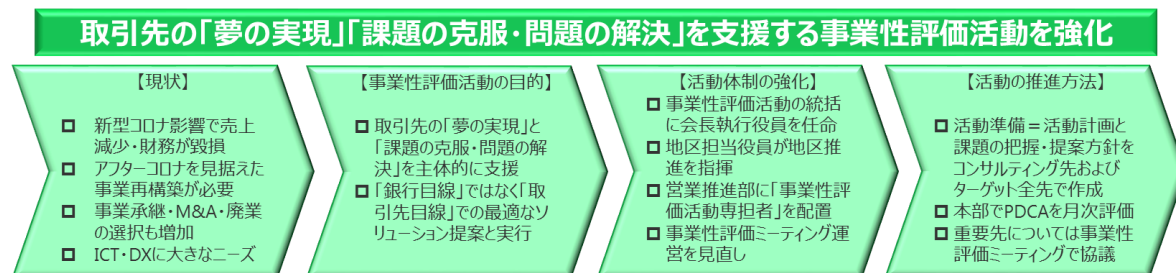 取引先の「夢の実現」「課題の克服・問題の解決」を支援する事業性評価活動を強化
【現状】
新型コロナ影響で売上
減少・財務が毀損
アフターコロナを見据えた
事業再構築が必要
事業承継・M&A・廃業
の選択も増加
ICT・DXに大きなニーズ
【事業性評価活動の目的】
取引先の「夢の実現」と
「課題の克服・問題の解
決」を主体的に支援
「銀行目線」ではなく「取
引先目線」での最適なソ
リューション提案と実行
【活動体制の強化】
事業性評価活動の統括
に会長執行役員を任命
地区担当役員が地区推
進を指揮
営業推進部に「事業性評
価活動専担者」を配置
事業性評価ミーティング運
営を見直し
【活動の推進方法】
活動準備=活動計画と
課題の把握・提案方針を
コンサルティング先および
ターゲット全先で作成
本部でPDCAを月次評価
重要先については事業性
評価ミーティングで協議